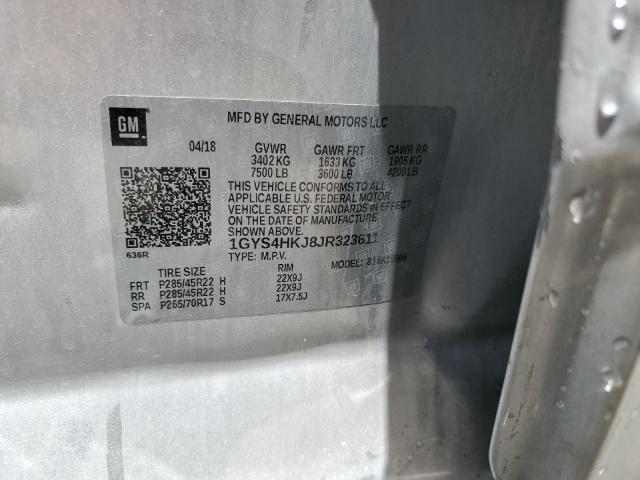 GM
MFD BY GENERAL MOTORS LLC
04/18 GVWR GAWR FRT GAWR RR
3402 KG 1633 KG 1905 KG
7500 LB 3600 LB 4200 LB
THIS VEHICLE CONFORMS TO ALL
APPLICABLE U.S. FEDERAL MOTOR
VEHICLE SAFETY STANDARDS IN EFFECT
ON THE DATE OF MANUFACTURE
SHOWN ABOVE.
636R 1GYS4HKJ8JR323611
TYPE: M.P.V. MODEL:
TIRE SIZE RIM
FRT P285/45R22 H 22X9J
RR P285/45R22 H 22X9J
SPA P265/70R17 S 17X7.5J